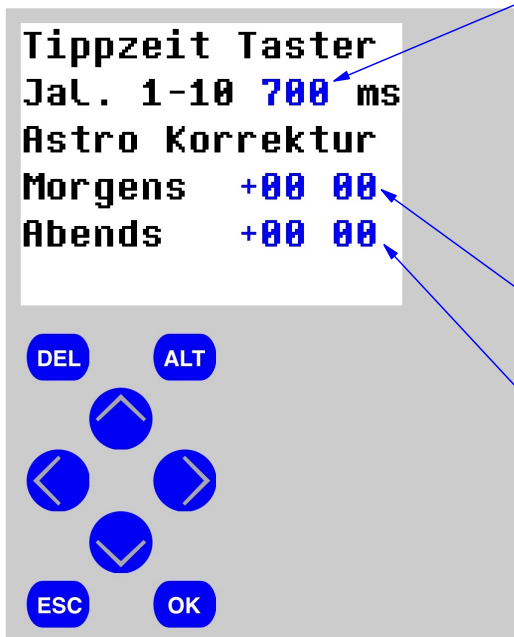 Tippzeit Taster
Jal. 1-10 700 ms
Astro Korrektur
Morgens +00 00
Abends +00 00
DEL ALT
ESC OK